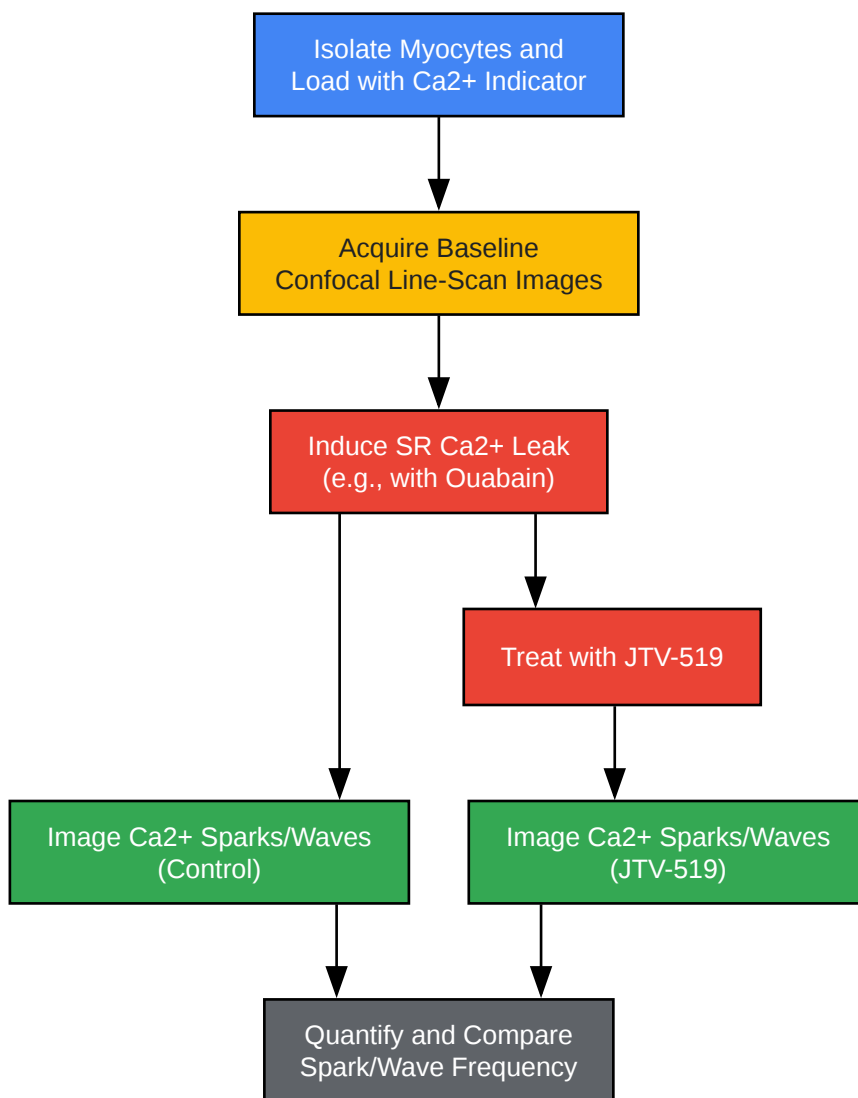 Isolate Myocytes and
Load with Ca2+ Indicator
Acquire Baseline
Confocal Line-Scan Images
Induce SR Ca2+ Leak
(e.g., with Ouabain)
Treat with JTV-519
Image Ca2+ Sparks/Waves
(Control)
Image Ca2+ Sparks/Waves
(JTV-519)
Quantify and Compare
Spark/Wave Frequency